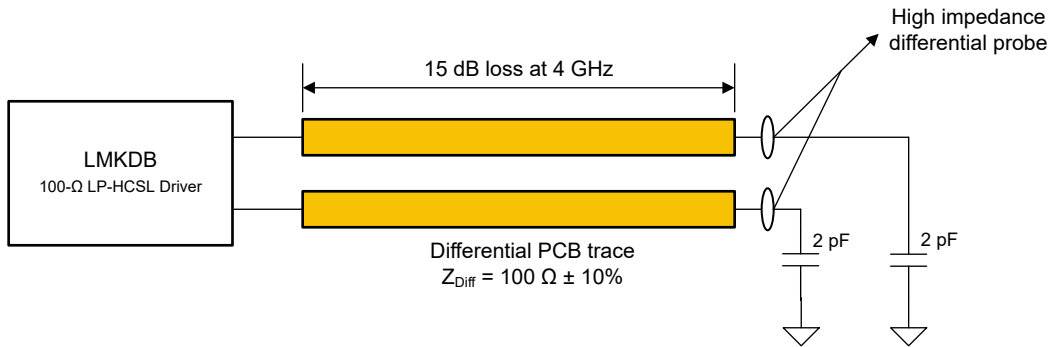 High impedance
differential probe
15 dB loss at 4 GHz
LMKDB
100-Ω LP-HCSL Driver
Differential PCB trace
ZDiff = 100 Ω ± 10%
2 pF
2 pF